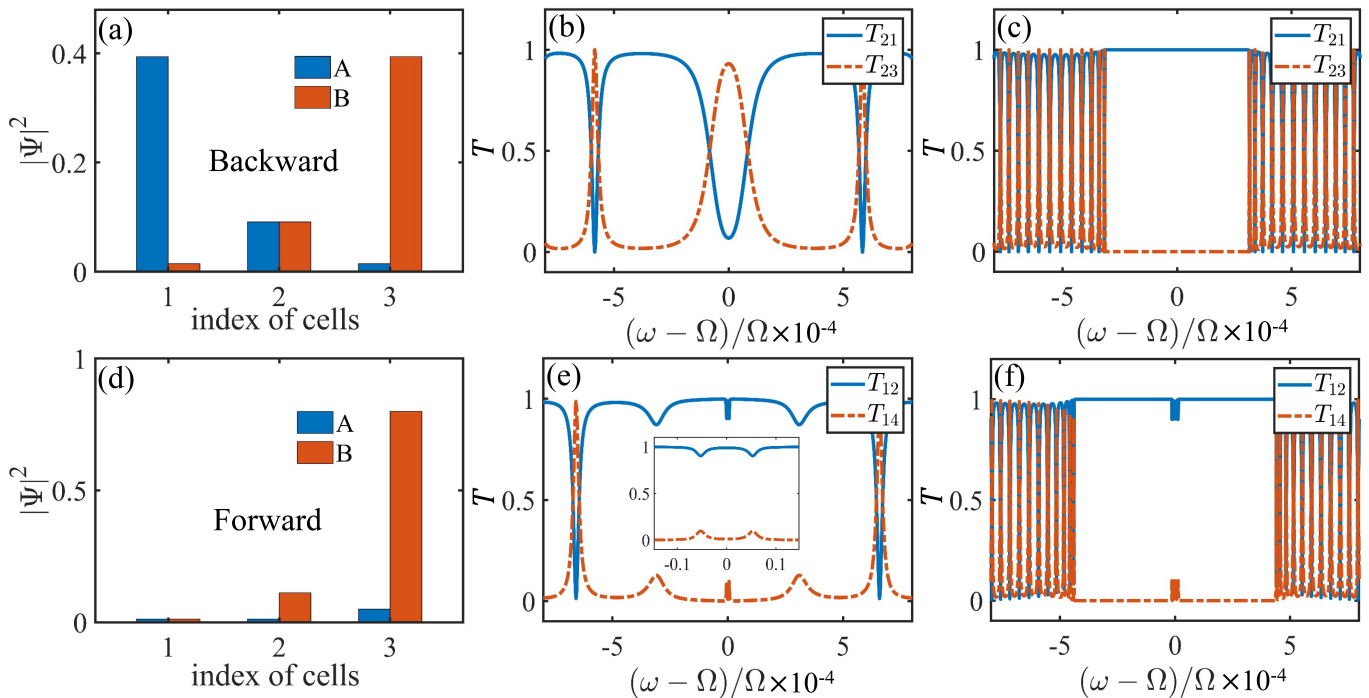 (a)
0.4
0.2
0
|Ψ|²
A
B
Backward
1 2 3
index of cells
(b)
1
0.5
0
T
T₂₁
T₂₃
-5 0 5
(ω − Ω)/Ω×10⁻⁴
(c)
1
0.5
0
T
T₂₁
T₂₃
-5 0 5
(ω − Ω)/Ω×10⁻⁴
(d)
1
0.5
0
|Ψ|²
A
B
Forward
1 2 3
index of cells
(e)
1
0.5
0
T
T₁₂
T₁₄
1
0.5
0
-0.1 0 0.1
-5 0 5
(ω − Ω)/Ω×10⁻⁴
(f)
1
0.5
0
T
T₁₂
T₁₄
-5 0 5
(ω − Ω)/Ω×10⁻⁴